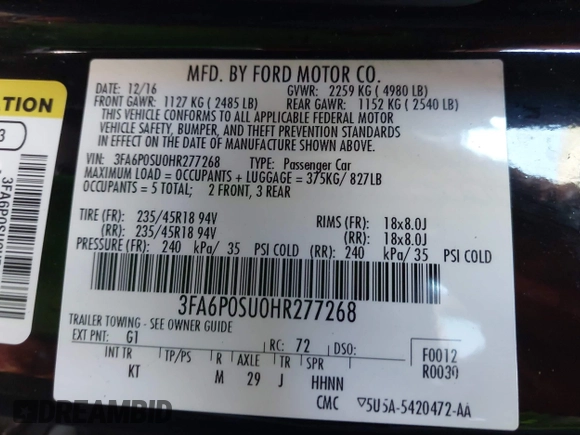 MFD. BY FORD MOTOR CO.
DATE: 12/16 GVWR: 2259 KG ( 4980 LB)
FRONT GAWR: 1127 KG ( 2485 LB) REAR GAWR: 1152 KG ( 2540 LB)
THIS VEHICLE CONFORMS TO ALL APPLICABLE FEDERAL MOTOR
VEHICLE SAFETY, BUMPER, AND THEFT PREVENTION STANDARDS
IN EFFECT ON THE DATE OF MANUFACTURE SHOWN ABOVE.
VIN: 3FA6P0SU0HR277268 TYPE: Passenger Car
MAXIMUM LOAD = OCCUPANTS + LUGGAGE = 375KG/ 827LB
OCCUPANTS = 5 TOTAL; 2 FRONT, 3 REAR
TIRE (FR): 235/45R18 94V RIMS (FR): 18x8.0J
(RR): 235/45R18 94V (RR): 18x8.0J
PRESSURE (FR): 240 kPa/ 35 PSI COLD (RR): 240 kPa/ 35 PSI COLD
3FA6P0SU0HR277268
TRAILER TOWING - SEE OWNER GUIDE
EXT PNT: G1 RC: 72 DSO: F0012
R0030
INT TR TP/PS R AXLE TR SPR
KT M 29 J HHNN
CMC ▽5U5A-5420472-AA
TION
3
DREAMBID